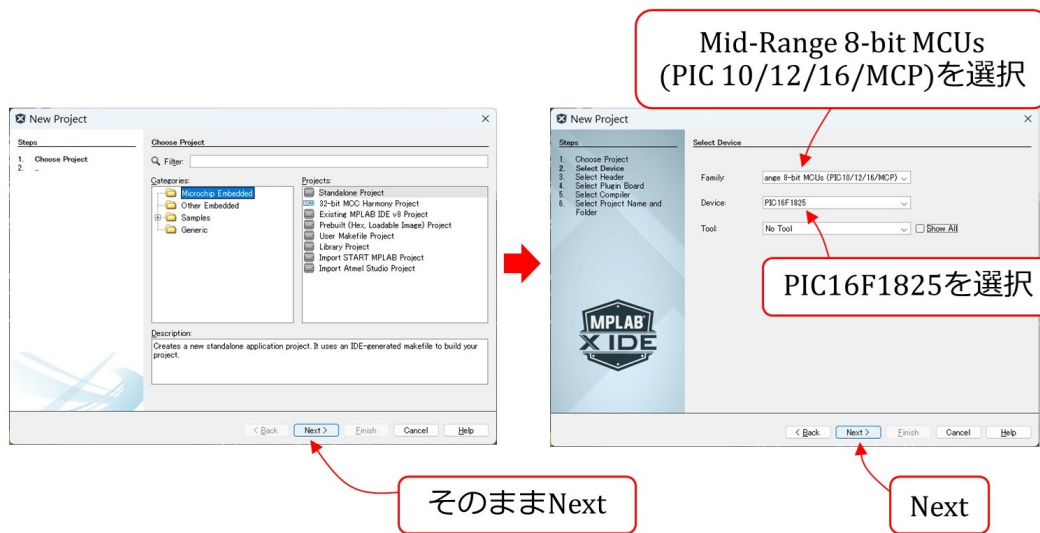 Mid-Range 8-bit MCUs
(PIC 10/12/16/MCP)を選択
New Project
Steps
1. Choose Project
2. ...
Choose Project
Filter:
Categories:
Microchip Embedded
Other Embedded
Samples
Generic
Projects:
Standalone Project
32-bit MCC Harmony Project
Existing MPLAB IDE v8 Project
Prebuilt (Hex, Loadable Image) Project
User Makefile Project
Library Project
Import START MPLAB Project
Import Atmel Studio Project
Description:
Creates a new standalone application project. It uses an IDE-generated makefile to build your
project.
< Back Next > Finish Cancel Help
そのままNext
New Project
Steps
1. Choose Project
2. Select Device
3. Select Header
4. Select Plugin Board
5. Select Compiler
6. Select Project Name and
Folder
MPLAB
X IDE
Select Device
Family: ange 8-bit MCUs (PIC10/12/16/MCP)
Device: PIC16F1825
Tool: No Tool Show All
PIC16F1825を選択
< Back Next > Finish Cancel Help
Next